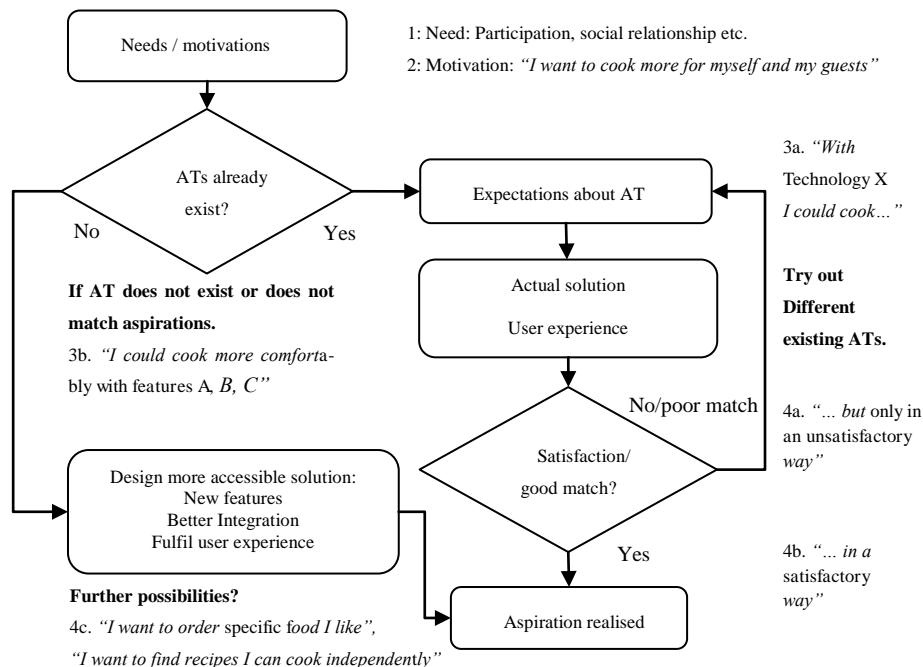 Needs / motivations
1: Need: Participation, social relationship etc.
2: Motivation: “I want to cook more for myself and my guests”
ATs already
exist?
No
Yes
Expectations about AT
3a. “With
Technology X
I could cook…”
If AT does not exist or does not
match aspirations.
3b. “I could cook more comforta-
bly with features A, B, C”
Actual solution
User experience
Try out
Different
existing ATs.
No/poor match
4a. “… but only in
an unsatisfactory
way”
Satisfaction/
good match?
Design more accessible solution:
New features
Better Integration
Fulfil user experience
Yes
4b. “… in a
satisfactory
way”
Further possibilities?
4c. “I want to order specific food I like”,
“I want to find recipes I can cook independently”
Aspiration realised